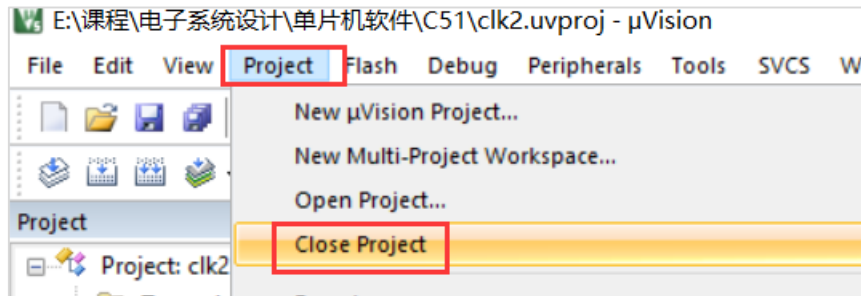 E:\课程\电子系统设计\单片机软件\C51\clk2.uvproj - µVision
File Edit View Project Flash Debug Peripherals Tools SVCS W
New µVision Project...
New Multi-Project Workspace...
Open Project...
Project
Close Project
Project: clk2